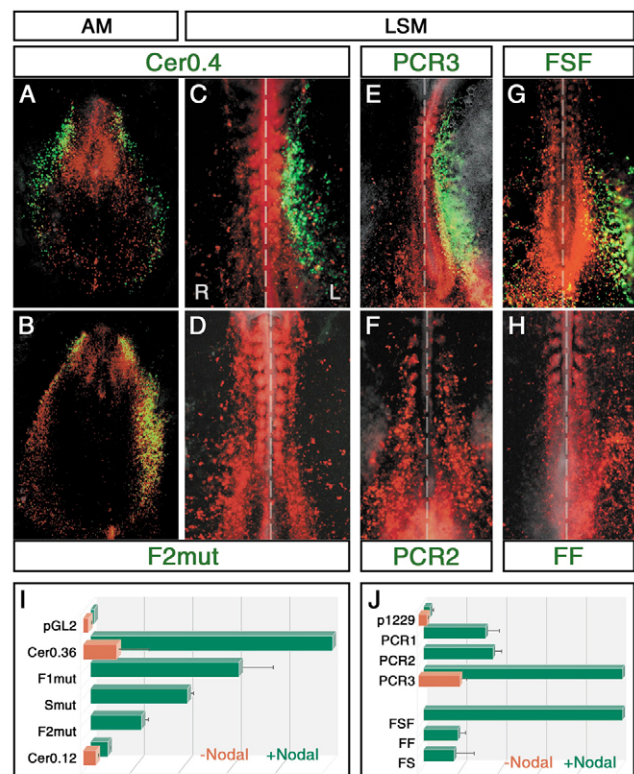 AM LSM
Cer0.4 PCR3 FSF
A C E G
R L
B D F H
F2mut PCR2 FF
I
pGL2
Cer0.36
F1mut
Smut
F2mut
Cer0.12
-Nodal +Nodal
J
p1229
PCR1
PCR2
PCR3
FSF
FF
FS
-Nodal +Nodal